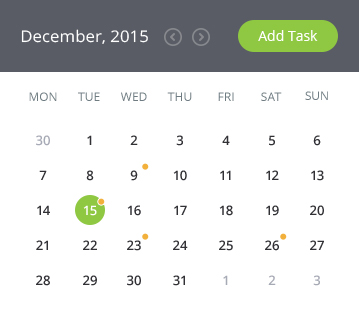 December, 2015 Add Task
MON TUE WED THU FRI SAT SUN
30 1 2 3 4 5 6
7 8 9 10 11 12 13
14 15 16 17 18 19 20
21 22 23 24 25 26 27
28 29 30 31 1 2 3